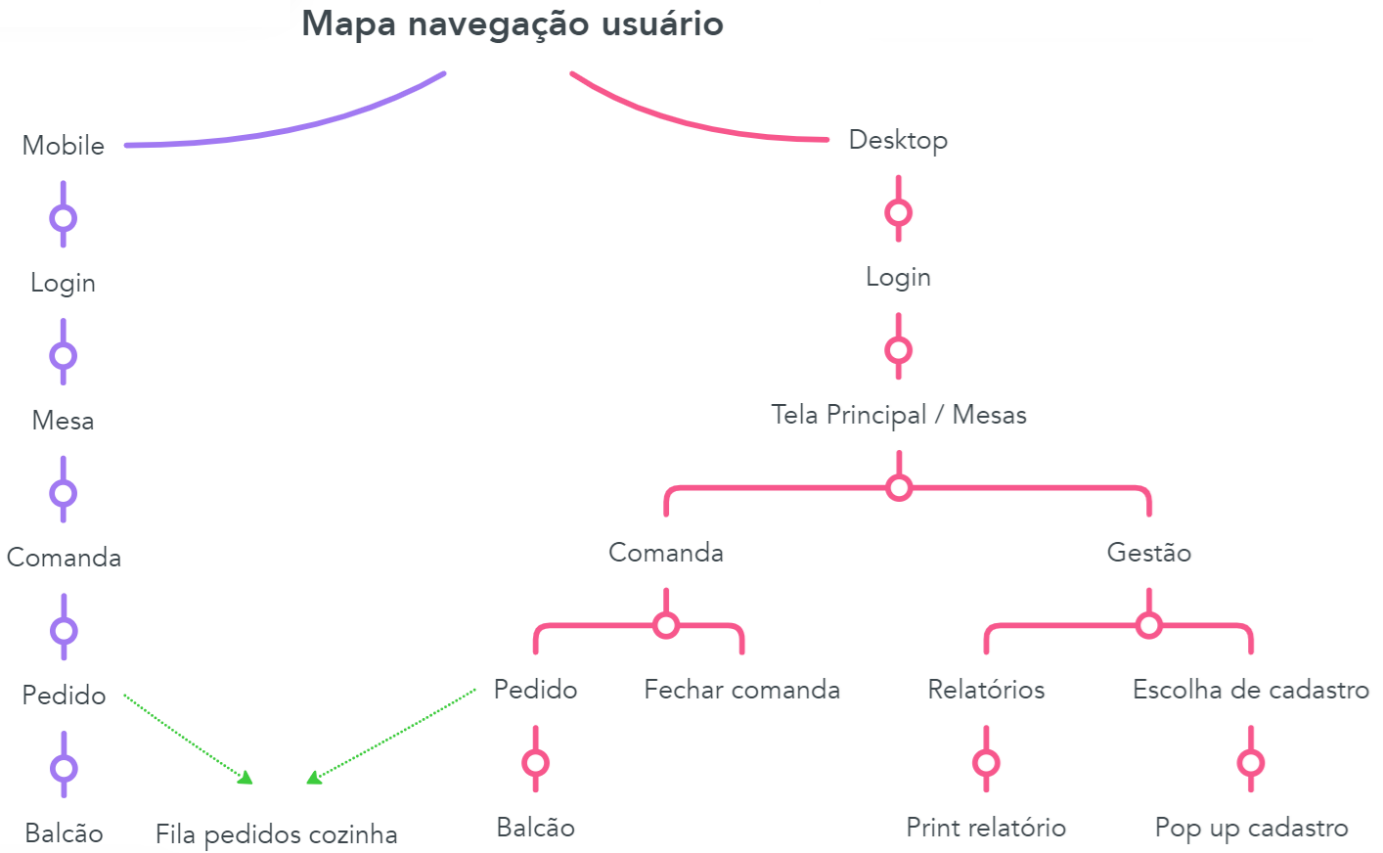 Mapa navegação usuário
Mobile
Desktop
Login
Login
Mesa
Tela Principal / Mesas
Comanda
Comanda
Gestão
Pedido
Pedido
Fechar comanda
Relatórios
Escolha de cadastro
Balcão
Fila pedidos cozinha
Balcão
Print relatório
Pop up cadastro